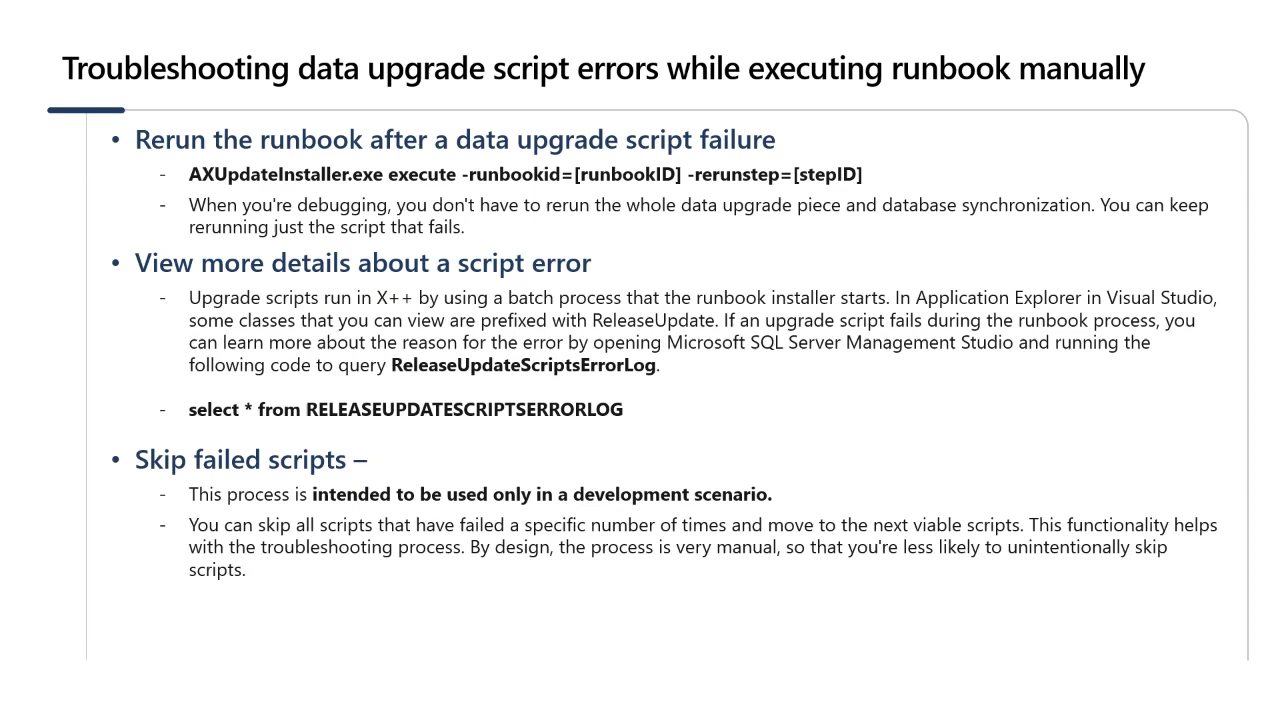 Troubleshooting data upgrade script errors while executing runbook manually
• Rerun the runbook after a data upgrade script failure
- AXUpdateInstaller.exe execute -runbookid=[runbookID] -rerunstep=[stepID]
- When you're debugging, you don't have to rerun the whole data upgrade piece and database synchronization. You can keep
rerunning just the script that fails.
• View more details about a script error
- Upgrade scripts run in X++ by using a batch process that the runbook installer starts. In Application Explorer in Visual Studio,
some classes that you can view are prefixed with ReleaseUpdate. If an upgrade script fails during the runbook process, you
can learn more about the reason for the error by opening Microsoft SQL Server Management Studio and running the
following code to query ReleaseUpdateScriptsErrorLog.
- select * from RELEASEUPDATESCRIPTSERRORLOG
• Skip failed scripts –
- This process is intended to be used only in a development scenario.
- You can skip all scripts that have failed a specific number of times and move to the next viable scripts. This functionality helps
with the troubleshooting process. By design, the process is very manual, so that you're less likely to unintentionally skip
scripts.